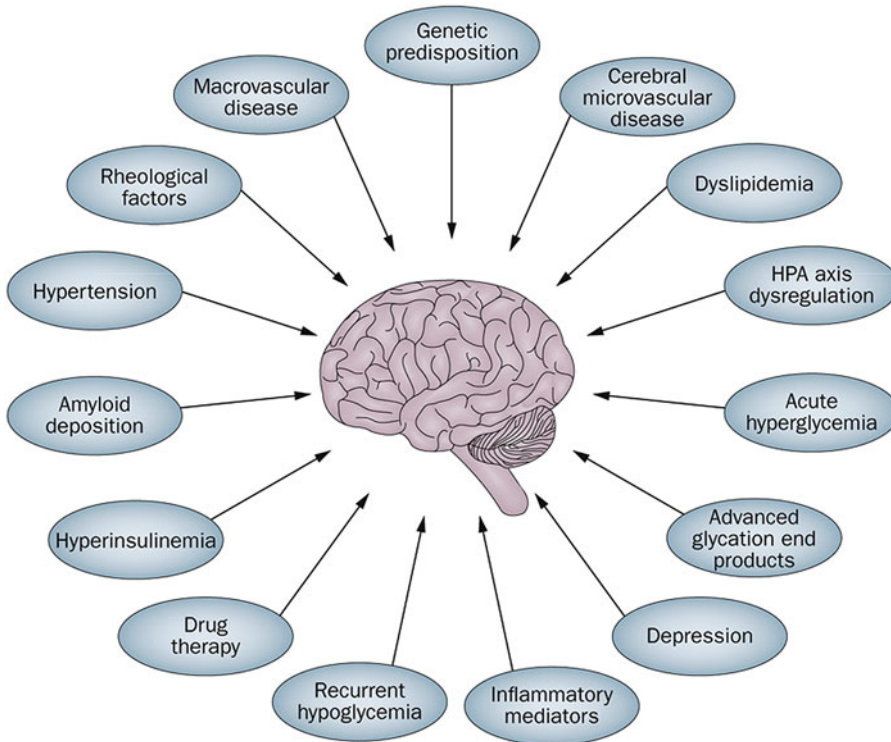 Genetic
predisposition
Cerebral
microvascular
disease
Dyslipidemia
HPA axis
dysregulation
Acute
hyperglycemia
Advanced
glycation end
products
Depression
Inflammatory
mediators
Recurrent
hypoglycemia
Drug
therapy
Hyperinsulinemia
Amyloid
deposition
Hypertension
Rheological
factors
Macrovascular
disease